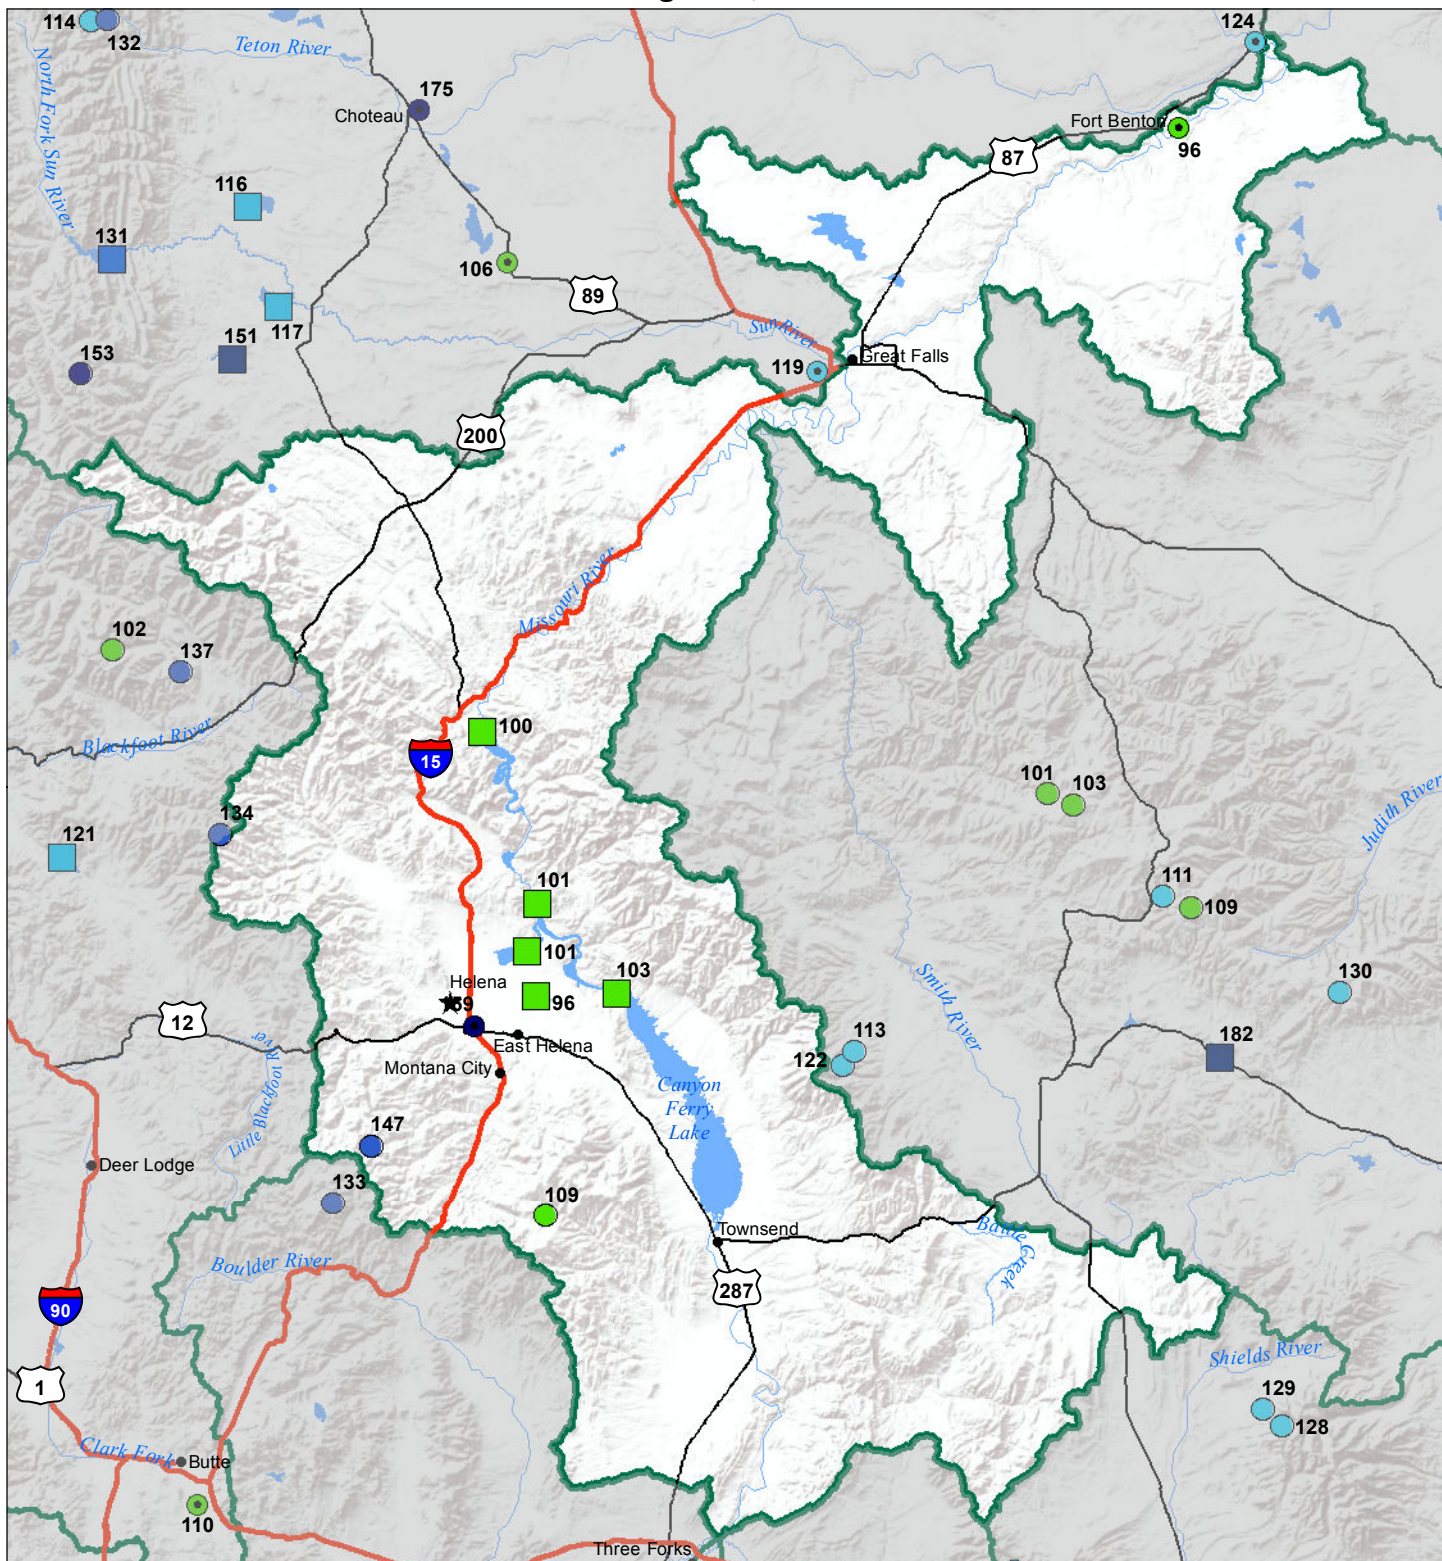 114
132
Teton River
124
North Fork Sun River
175
Choteau
Fort Benton
96
87
116
131
106
89
117
151
153
Sun River
119
Great Falls
200
Missouri River
102
137
Blackfoot River
100
15
134
121
101
103
Judith River
111
109
101
101
103
96
Helena
12
East Helena
Montana City
Little Blackfoot River
Smith River
130
182
113
122
Canyon
Ferry
Lake
147
Deer Lodge
133
109
Townsend
Boulder River
Creek
287
90
1
Shields River
129
128
Clark Fork
Butte
110
Three Forks